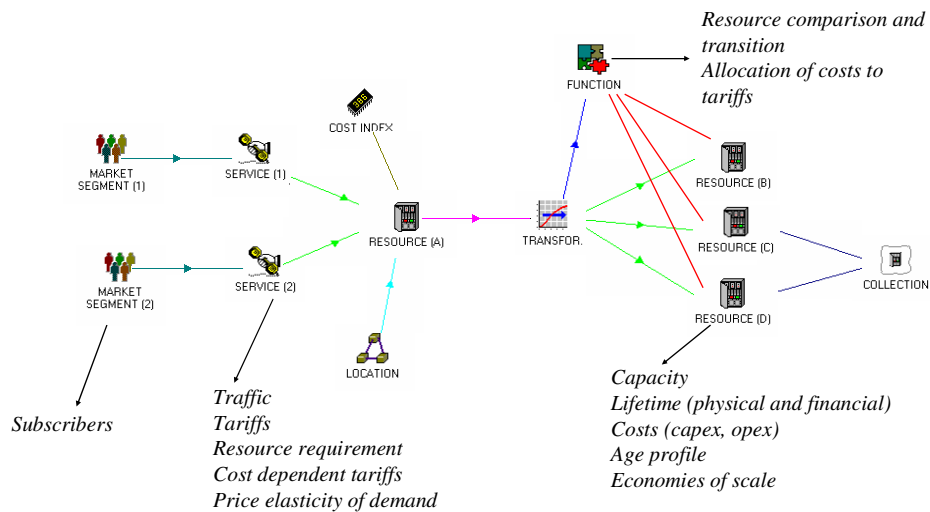 Resource comparison and
transition
Allocation of costs to
tariffs
FUNCTION
COST INDEX
MARKET
SEGMENT (1)
SERVICE (1)
RESOURCE (B)
RESOURCE (A)
TRANSFOR.
RESOURCE (C)
MARKET
SEGMENT (2)
SERVICE (2)
COLLECTION
RESOURCE (D)
LOCATION
Subscribers
Traffic
Tariffs
Resource requirement
Cost dependent tariffs
Price elasticity of demand
Capacity
Lifetime (physical and financial)
Costs (capex, opex)
Age profile
Economies of scale